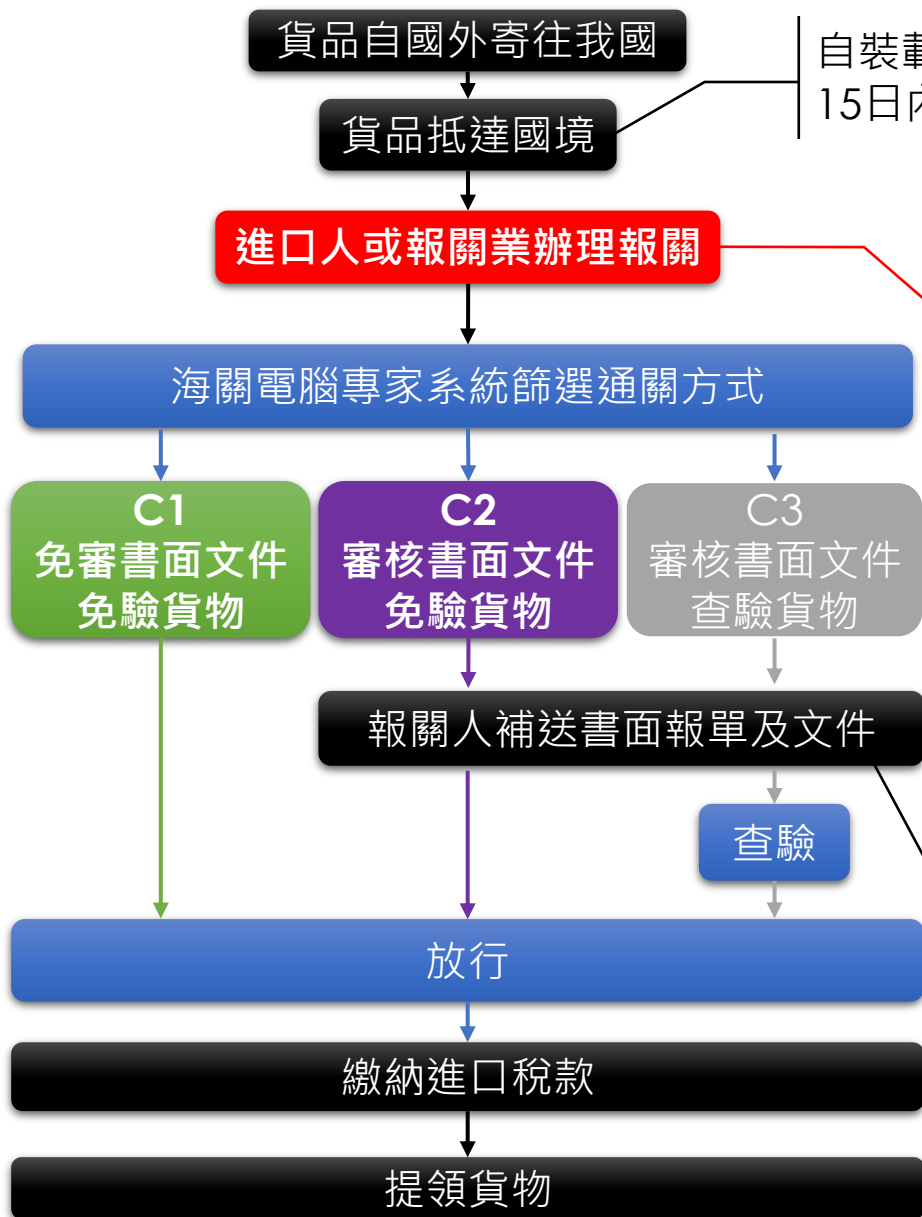 貨品自國外寄往我國
自裝載
15日內
貨品抵達國境
進口人或報關業辦理報關
海關電腦專家系統篩選通關方式
C1
免審書面文件
免驗貨物
C2
審核書面文件
免驗貨物
C3
審核書面文件
查驗貨物
報關人補送書面報單及文件
查驗
放行
繳納進口稅款
提領貨物